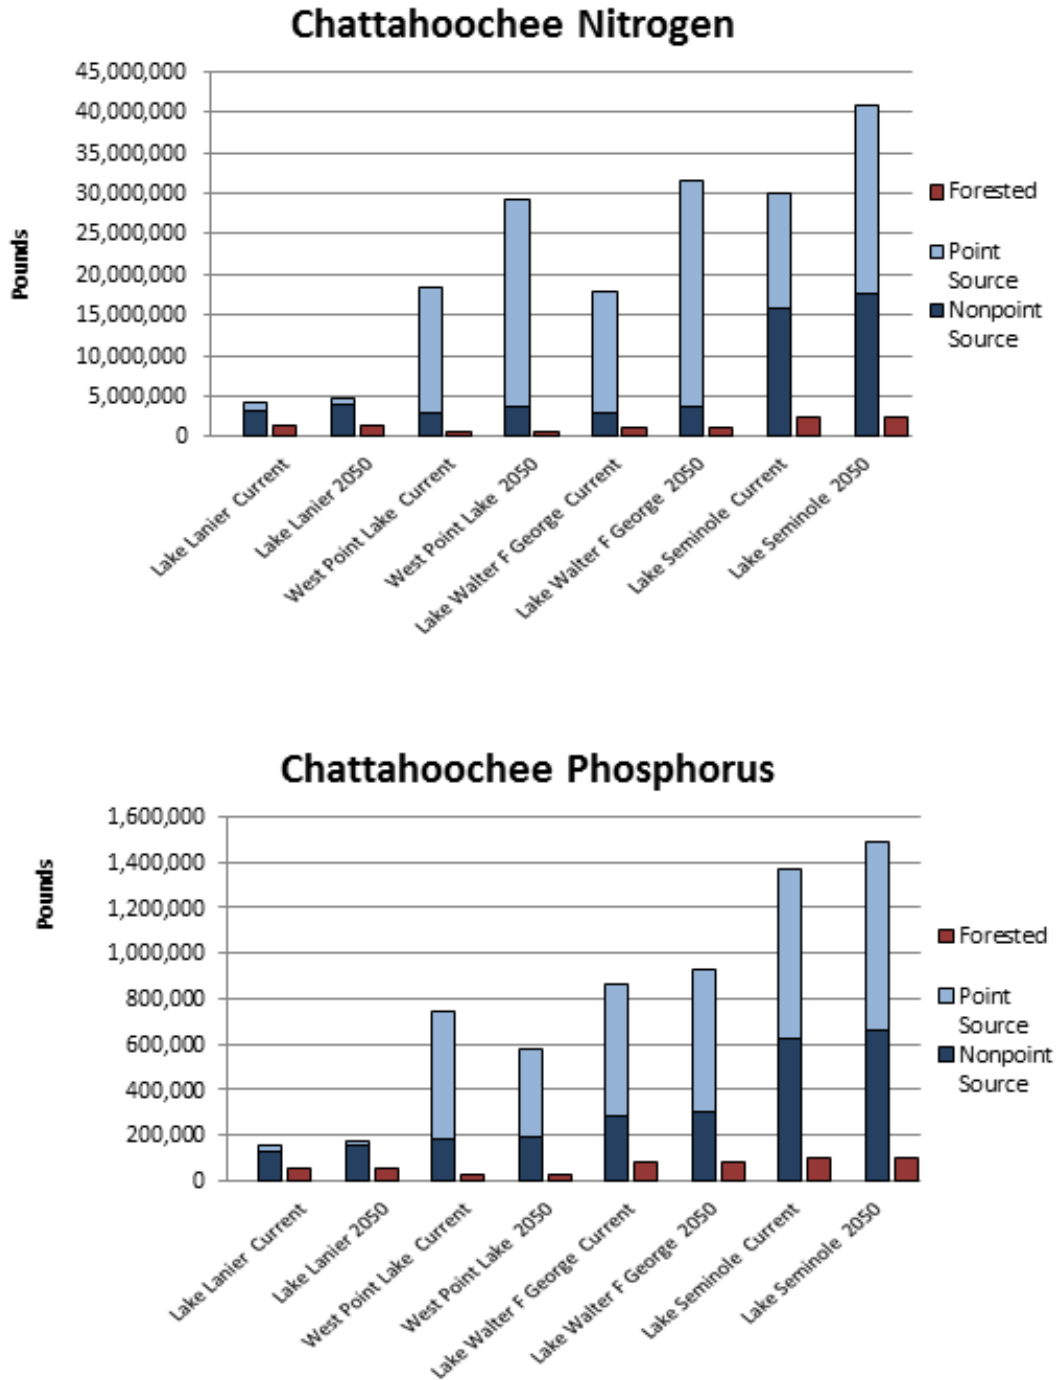 Chattahoochee Nitrogen
Pounds
45,000,000
40,000,000
35,000,000
30,000,000
25,000,000
20,000,000
15,000,000
10,000,000
5,000,000
0
Lake Lanier Current
Lake Lanier 2050
West Point Lake Current
West Point Lake 2050
Lake Walter F George Current
Lake Walter F George 2050
Lake Seminole Current
Lake Seminole 2050
Forested
Point
Source
Nonpoint
Source
Chattahoochee Phosphorus
Pounds
1,600,000
1,400,000
1,200,000
1,000,000
800,000
600,000
400,000
200,000
0
Lake Lanier Current
Lake Lanier 2050
West Point Lake Current
West Point Lake 2050
Lake Walter F George Current
Lake Walter F George 2050
Lake Seminole Current
Lake Seminole 2050
Forested
Point
Source
Nonpoint
Source